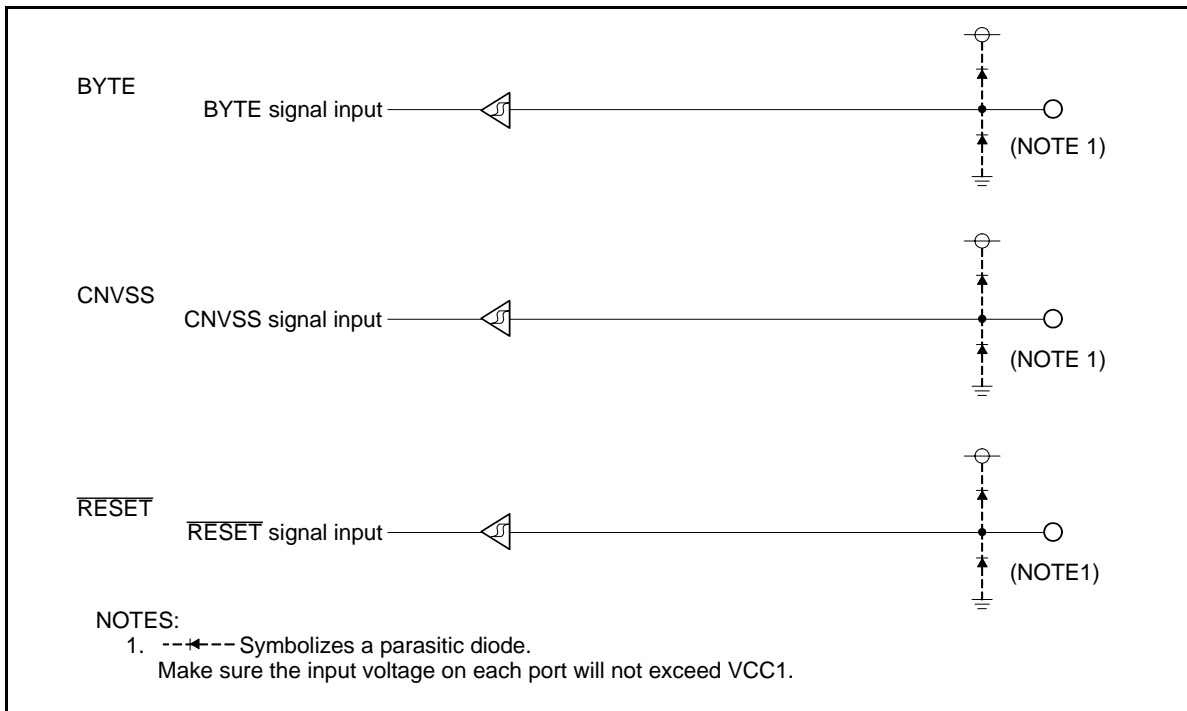 BYTE
BYTE signal input
(NOTE 1)
CNVSS
CNVSS signal input
(NOTE 1)
RESET
RESET signal input
(NOTE1)
NOTES:
1. Symbolizes a parasitic diode.
Make sure the input voltage on each port will not exceed VCC1.